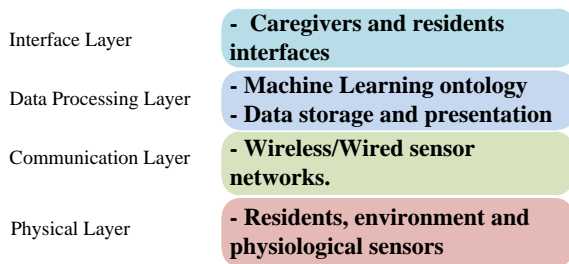 Interface Layer
- Caregivers and residents
interfaces
Data Processing Layer
- Machine Learning ontology
- Data storage and presentation
Communication Layer
- Wireless/Wired sensor
networks.
Physical Layer
- Residents, environment and
physiological sensors